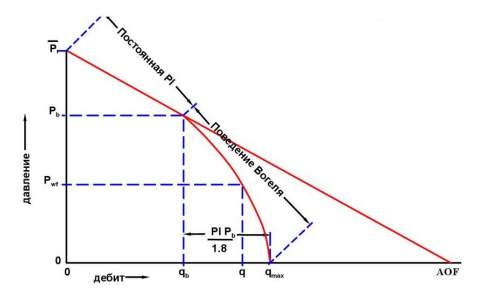 Постоянная PI
P̅r
Pb
Поведение Вогеля
Pwf
давление
PI Pb
1.8
0
0
дебит
qb
q
qmax
AOF